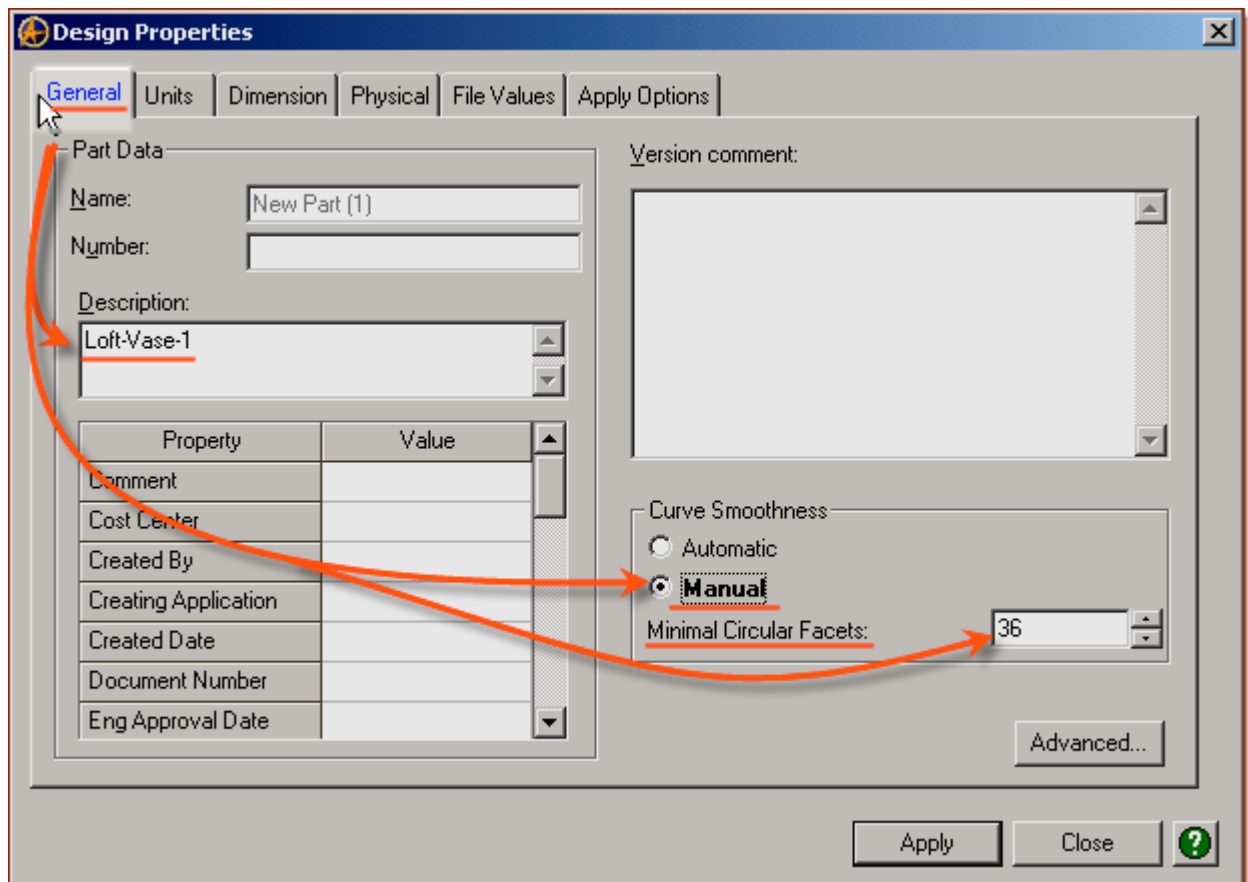 Design Properties
General Units Dimension Physical File Values Apply Options
Part Data
Name: New Part (1)
Number:
Description:
Loft-Vase-1
Property Value
Comment
Cost Center
Created By
Creating Application
Created Date
Document Number
Eng Approval Date
Version comment:
Curve Smoothness
Automatic
Manual
Minimal Circular Facets: 36
Advanced...
Apply Close ?